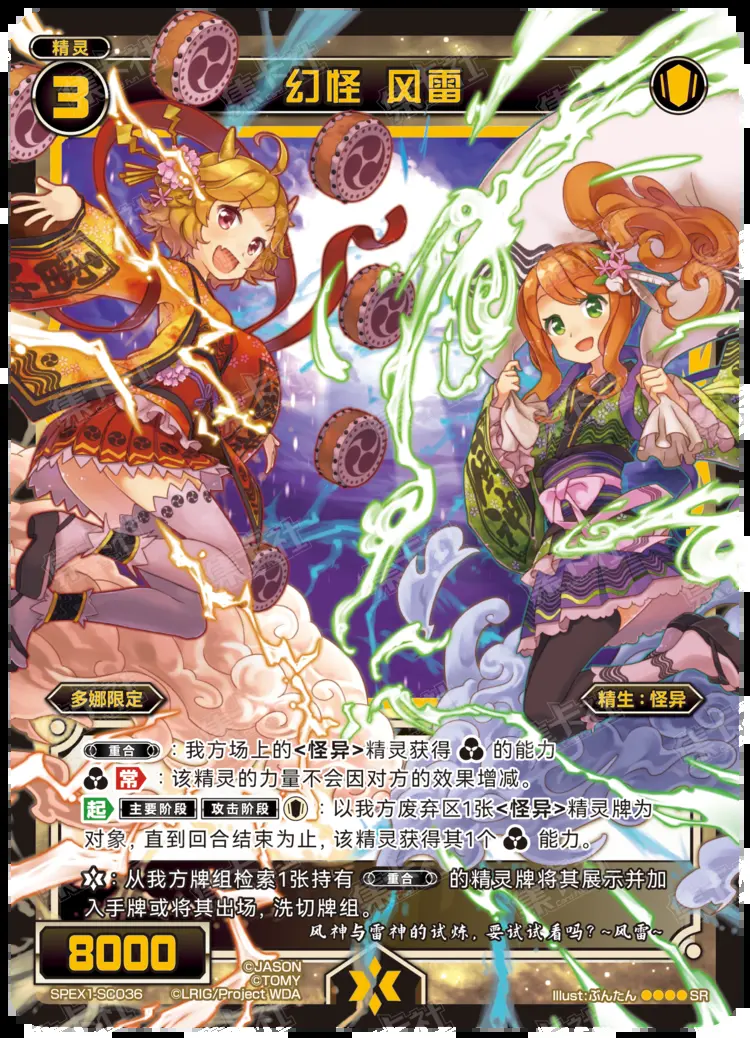 精灵
3
幻怪 风雷
多娜限定
精生：怪异
重合：我方场上的<怪异>精灵获得 的能力
常：该精灵的力量不会因对方的效果增减。
起 主要阶段 攻击阶段：以我方废弃区1张<怪异>精灵牌为
对象，直到回合结束为止，该精灵获得其1个 能力。
：从我方牌组检索1张持有 重合 的精灵牌将其展示并加
入手牌或将其出场，洗切牌组。
风神与雷神的试炼，要试试看吗？~风雷~
8000
©JASON
©TOMY
SPEX1-SC036 ©LRIG/Project WDA
Illust:ぶんたん SR
集卡社